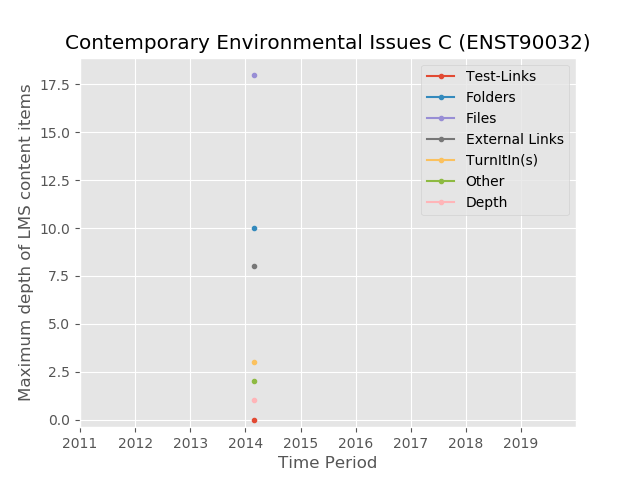 Contemporary Environmental Issues C (ENST90032)
Maximum depth of LMS content items
17.5
15.0
12.5
10.0
7.5
5.0
2.5
0.0
Test-Links
Folders
Files
External Links
TurnItIn(s)
Other
Depth
2011 2012 2013 2014 2015 2016 2017 2018 2019
Time Period